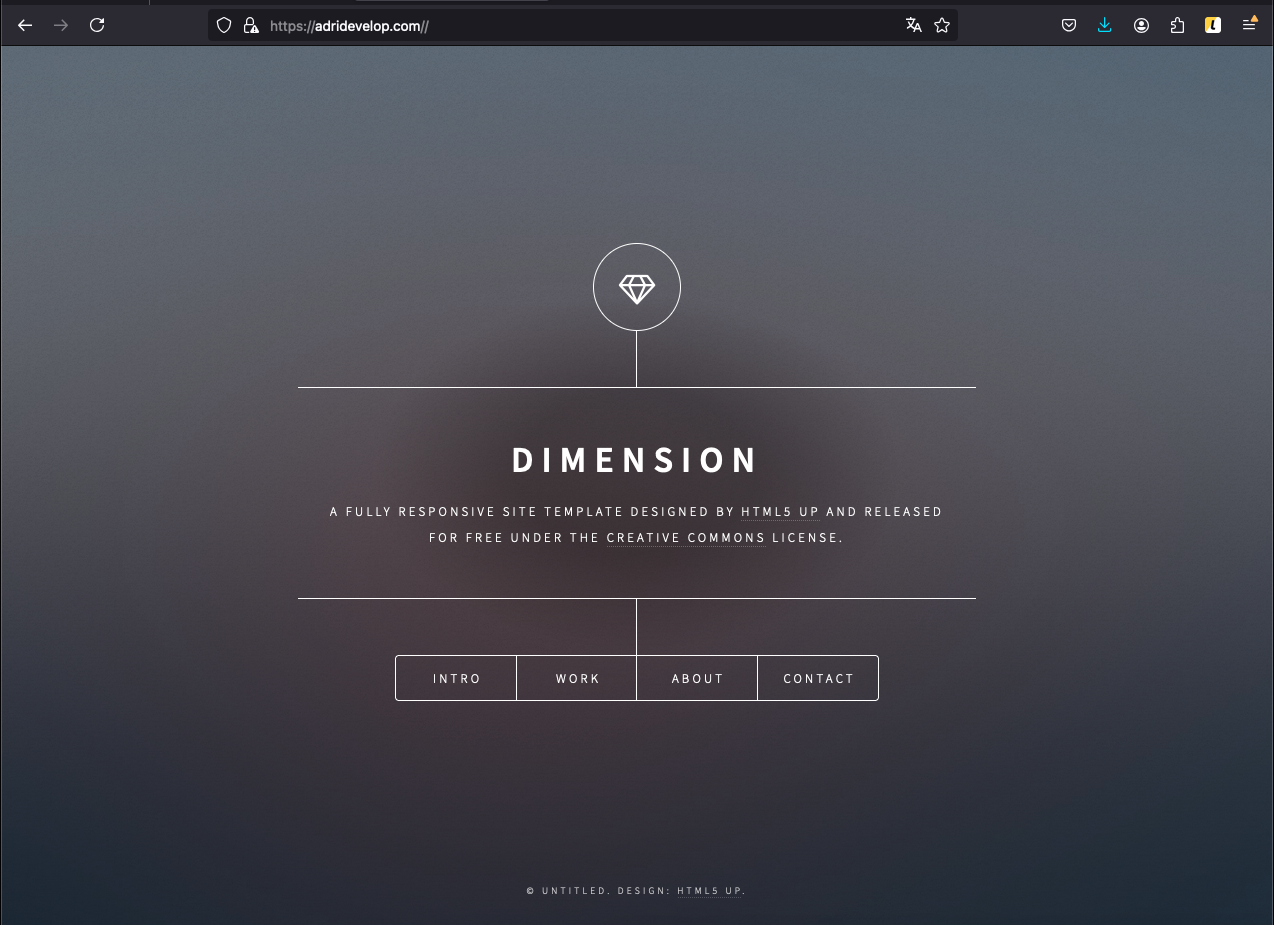 https://adridevelop.com//
DIMENSION
A FULLY RESPONSIVE SITE TEMPLATE DESIGNED BY HTML5 UP AND RELEASED
FOR FREE UNDER THE CREATIVE COMMONS LICENSE.
INTRO
WORK
ABOUT
CONTACT
© UNTITLED. DESIGN: HTML5 UP.